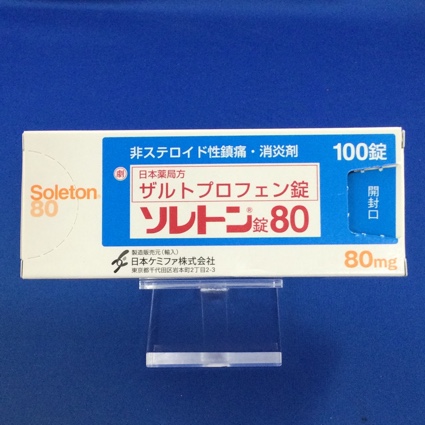 Soleton®
80
非ステロイド性鎮痛・消炎剤
100錠
劇
日本薬局方
ザルトプロフェン錠
ソレトン®錠80
開封口
製造販売元(輸入)
日本ケミファ株式会社
東京都千代田区岩本町2丁目2-3
80mg